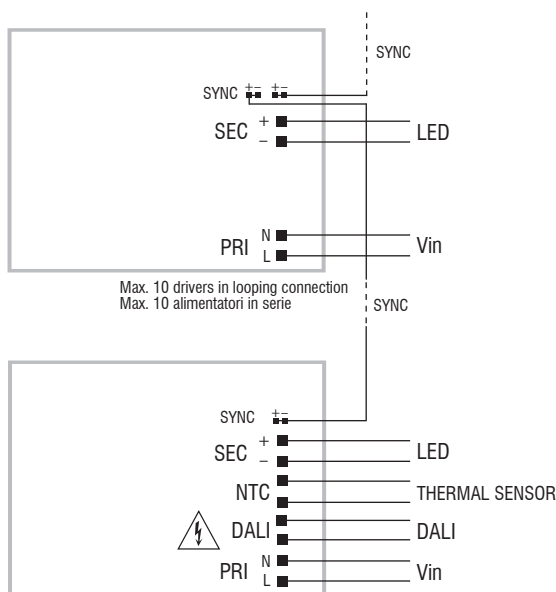 SYNC
SYNC +- +-
SEC + - LED
PRI N L Vin
Max. 10 drivers in looping connection
Max. 10 alimentatori in serie
SYNC
SYNC +-
SEC + - LED
NTC THERMAL SENSOR
DALI DALI
PRI N L Vin